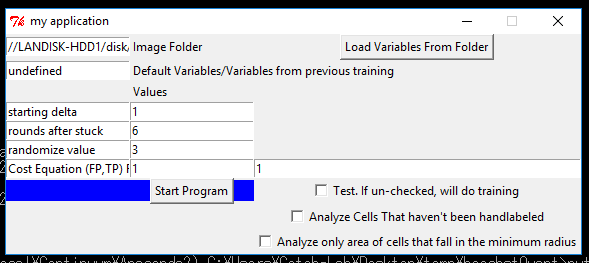 my application
//LANDISK-HDD1/disk, Image Folder Load Variables From Folder
undefined Default Variables/Variables from previous training
Values
starting delta 1
rounds after stuck 6
randomize value 3
Cost Equation (FP,TP) F 1 1
Start Program Test. If un-checked, will do training
Analyze Cells That haven't been handlabeled
Analyze only area of cells that fall in the minimum radius